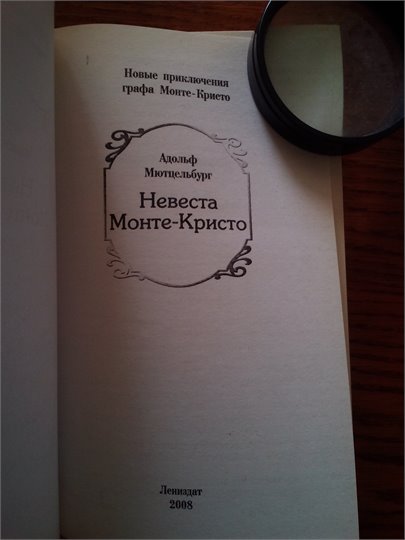 Новые приключения
графа Монте-Кристо
Адольф
Мютцельбург
Невеста
Монте-Кристо
Лениздат
2008